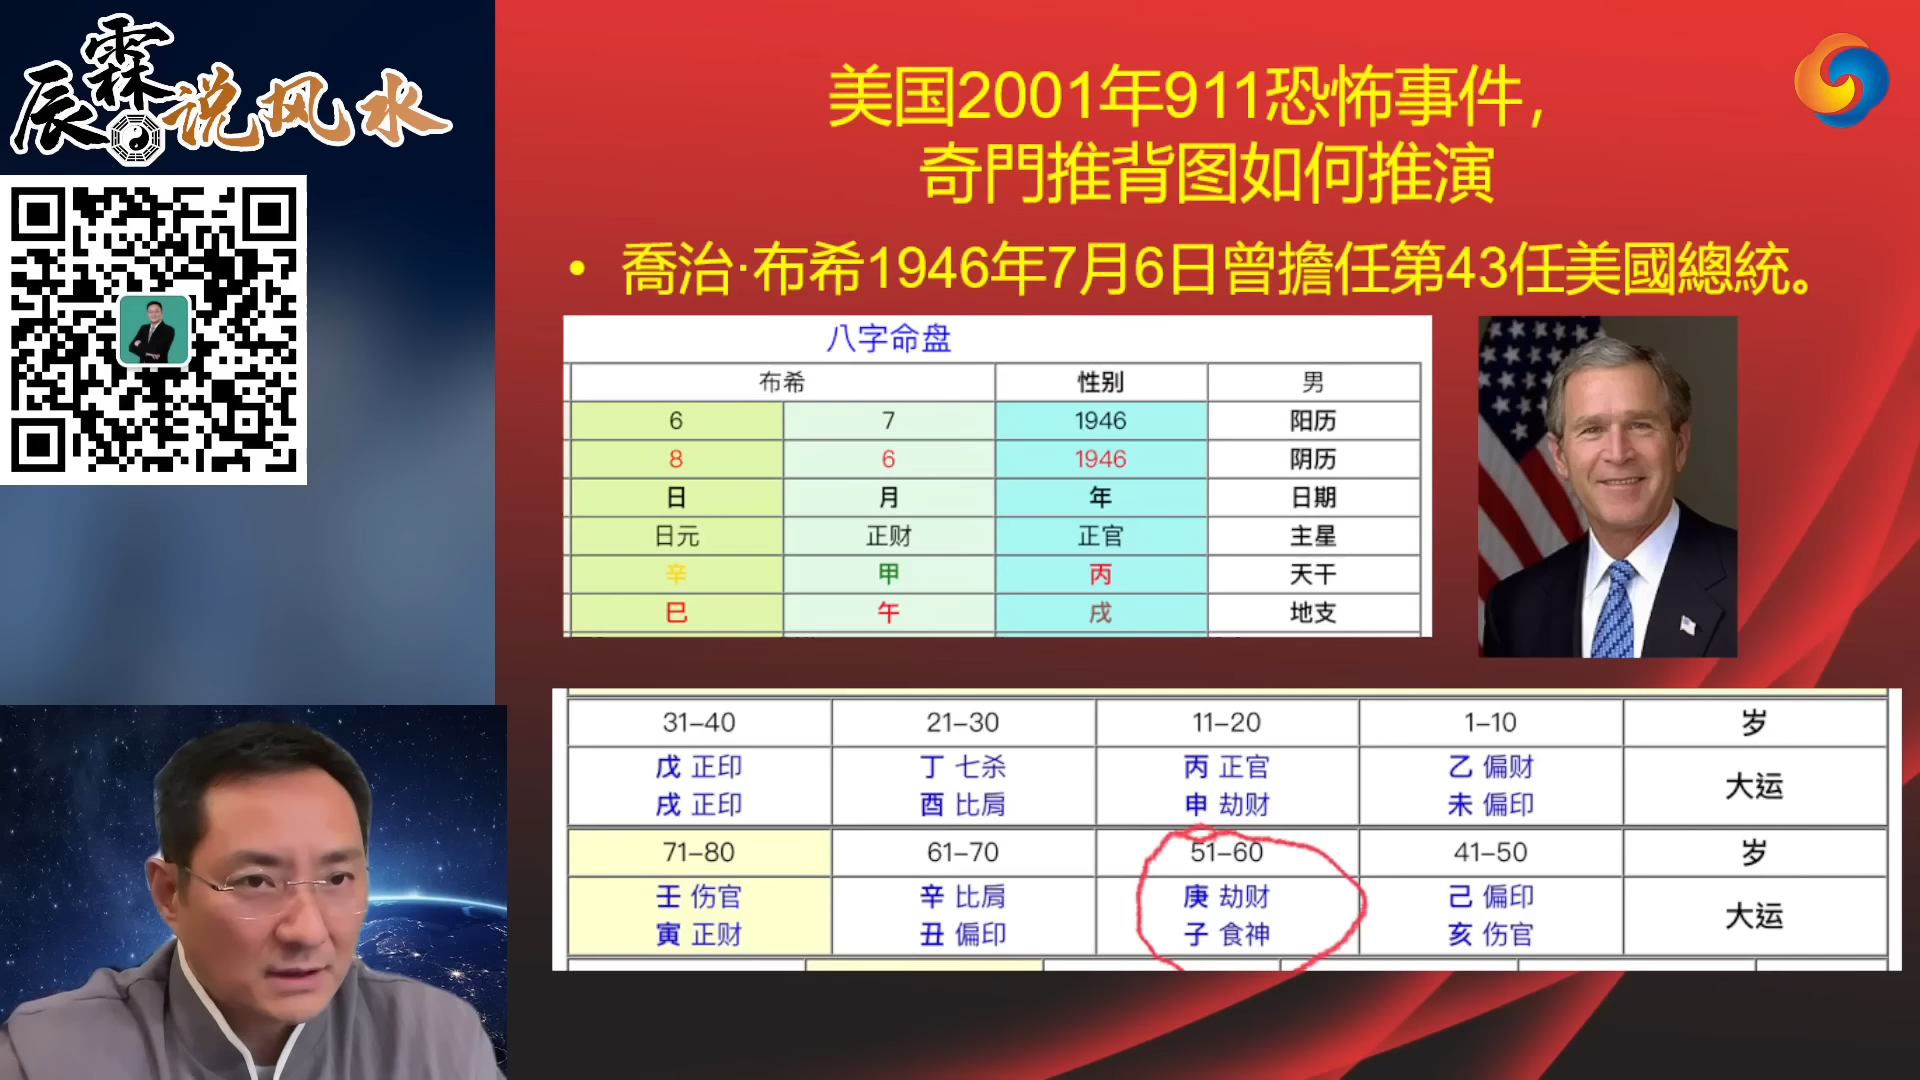 辰霖说风水
美国2001年911恐怖事件，
奇門推背图如何推演
• 喬治·布希1946年7月6日曾擔任第43任美國總統。
八字命盘
布希 性别 男
6 7 1946 阳历
8 6 1946 阴历
日 月 年 日期
日元 正财 正官 主星
辛 甲 丙 天干
巳 午 戌 地支
31–40 21–30 11–20 1–10 岁
戊 正印 丁 七杀 丙 正官 乙 偏财 大运
戌 正印 酉 比肩 申 劫财 未 偏印
71–80 61–70 51–60 41–50 岁
壬 伤官 辛 比肩 庚 劫财 己 偏印 大运
寅 正财 丑 偏印 子 食神 亥 伤官